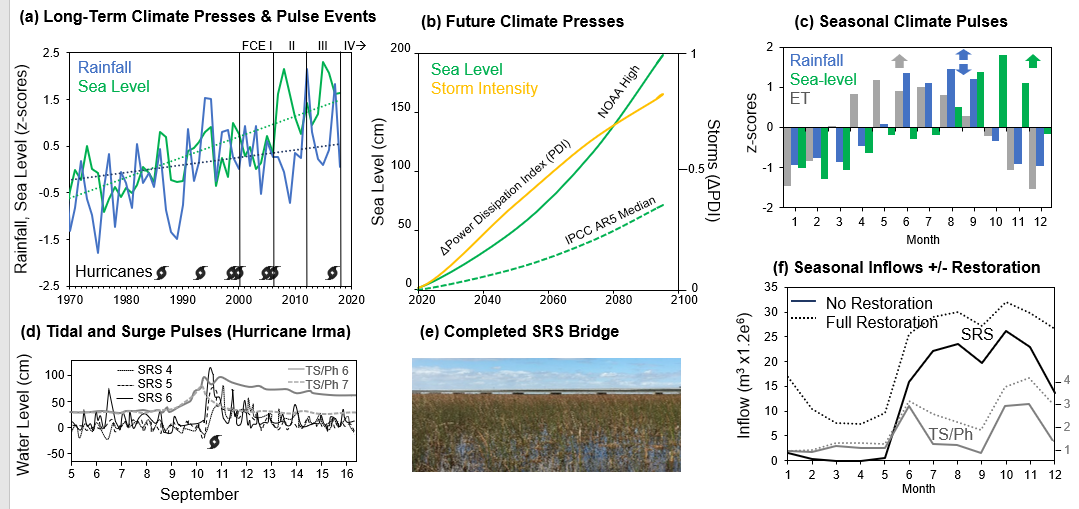 (a) Long-Term Climate Presses & Pulse Events
FCE I II III IV→
Rainfall, Sea Level (z-scores)
2.5
1.5
0.5
-0.5
-1.5
-2.5
Rainfall
Sea Level
Hurricanes
1970 1980 1990 2000 2010 2020
(b) Future Climate Presses
Sea Level (cm)
200
150
100
50
0
Sea Level
Storm Intensity
NOAA High
ΔPower Dissipation Index (PDI)
IPCC AR5 Median
1
0.5
0
Storms (ΔPDI)
2020 2040 2060 2080 2100
(c) Seasonal Climate Pulses
z-scores
2
1
0
-1
-2
Rainfall
Sea-level
ET
1 2 3 4 5 6 7 8 9 10 11 12
Month
(d) Tidal and Surge Pulses (Hurricane Irma)
Water Level (cm)
100
50
0
-50
SRS 4
SRS 5
SRS 6
TS/Ph 6
TS/Ph 7
5 6 7 8 9 10 11 12 13 14 15 16
September
(e) Completed SRS Bridge
(f) Seasonal Inflows +/- Restoration
Inflow (m³ x1.2e⁶)
35
30
25
20
15
10
5
0
No Restoration
Full Restoration
SRS
TS/Ph
4
3
2
1
1 2 3 4 5 6 7 8 9 10 11 12
Month